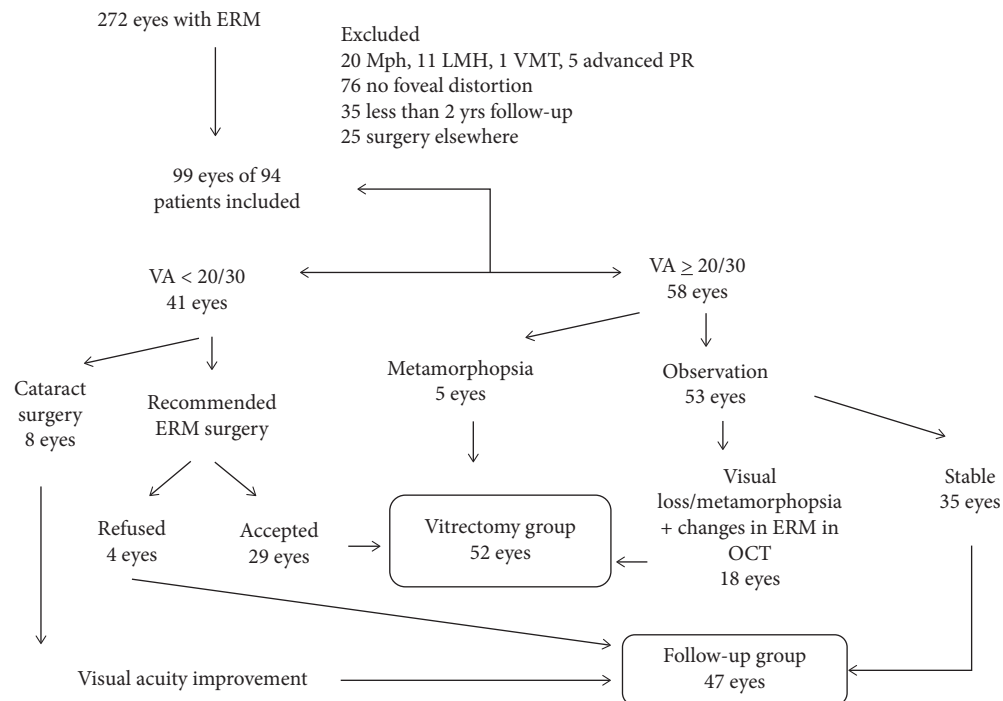 272 eyes with ERM
Excluded
20 Mph, 11 LMH, 1 VMT, 5 advanced PR
76 no foveal distortion
35 less than 2 yrs follow-up
25 surgery elsewhere
99 eyes of 94
patients included
VA < 20/30
41 eyes
VA ≥ 20/30
58 eyes
Cataract
surgery
8 eyes
Recommended
ERM surgery
Metamorphopsia
5 eyes
Observation
53 eyes
Refused
4 eyes
Accepted
29 eyes
Vitrectomy group
52 eyes
Visual
loss/metamorphopsia
+ changes in ERM in
OCT
18 eyes
Stable
35 eyes
Visual acuity improvement
Follow-up group
47 eyes